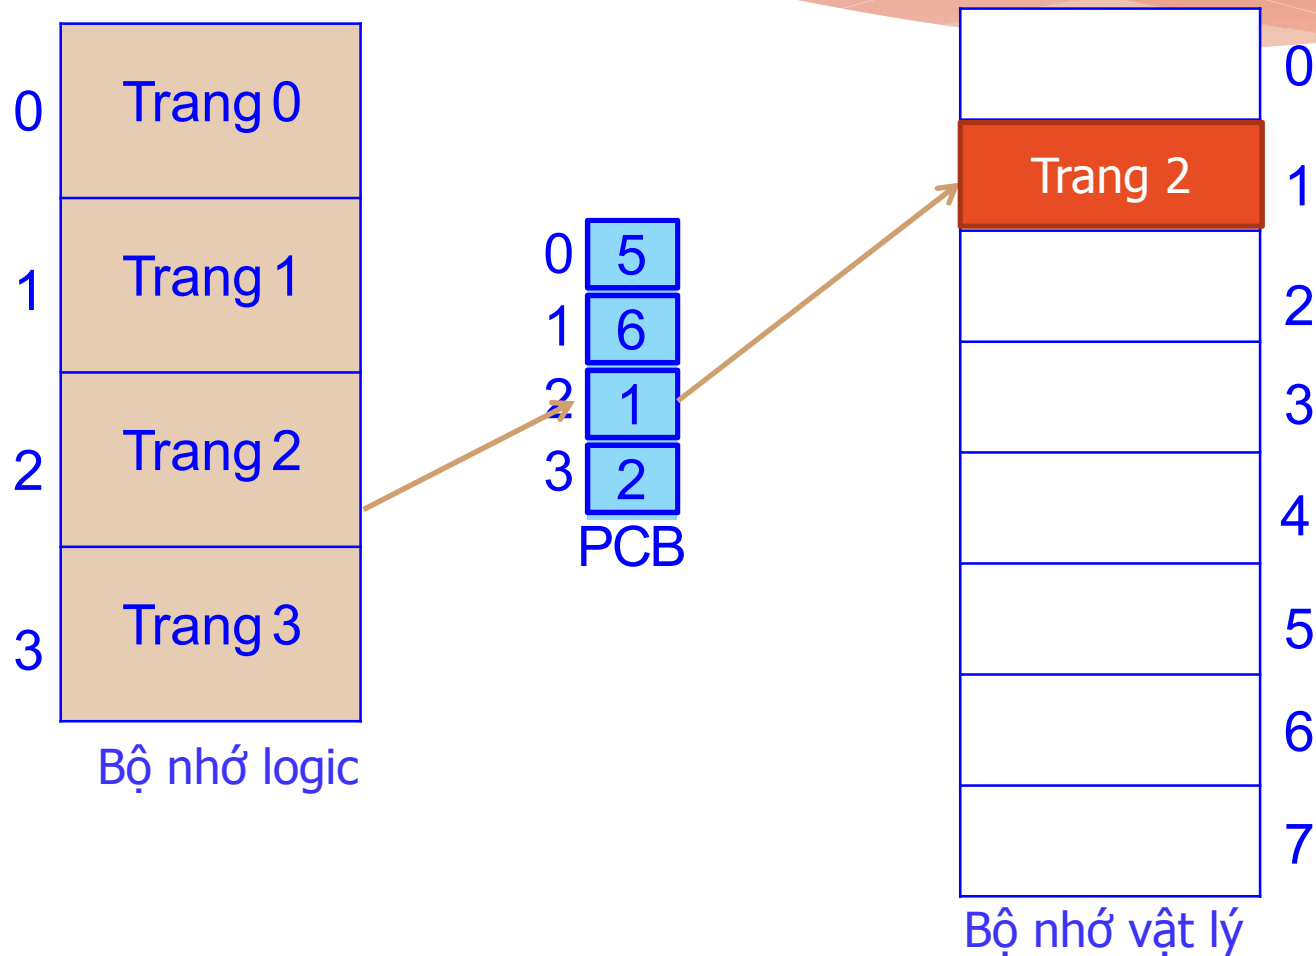 0 Trang 0
1 Trang 1
2 Trang 2
3 Trang 3
Bộ nhớ logic
0 5
1 6
2 1
3 2
PCB
0
Trang 2 1
2
3
4
5
6
7
Bộ nhớ vật lý